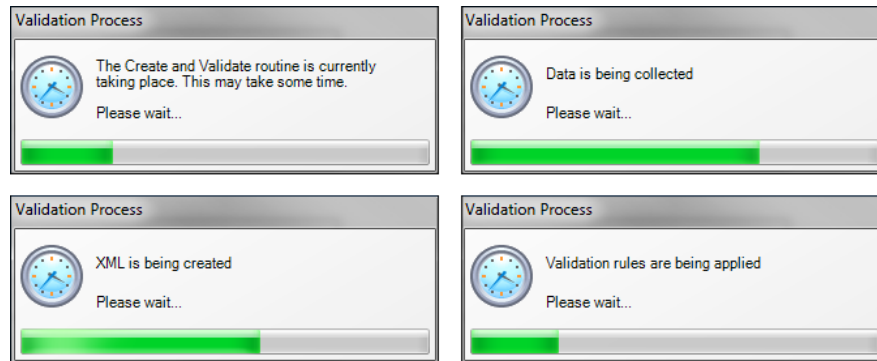 Validation Process
The Create and Validate routine is currently
taking place. This may take some time.
Please wait...
Validation Process
Data is being collected
Please wait...
Validation Process
XML is being created
Please wait...
Validation Process
Validation rules are being applied
Please wait...